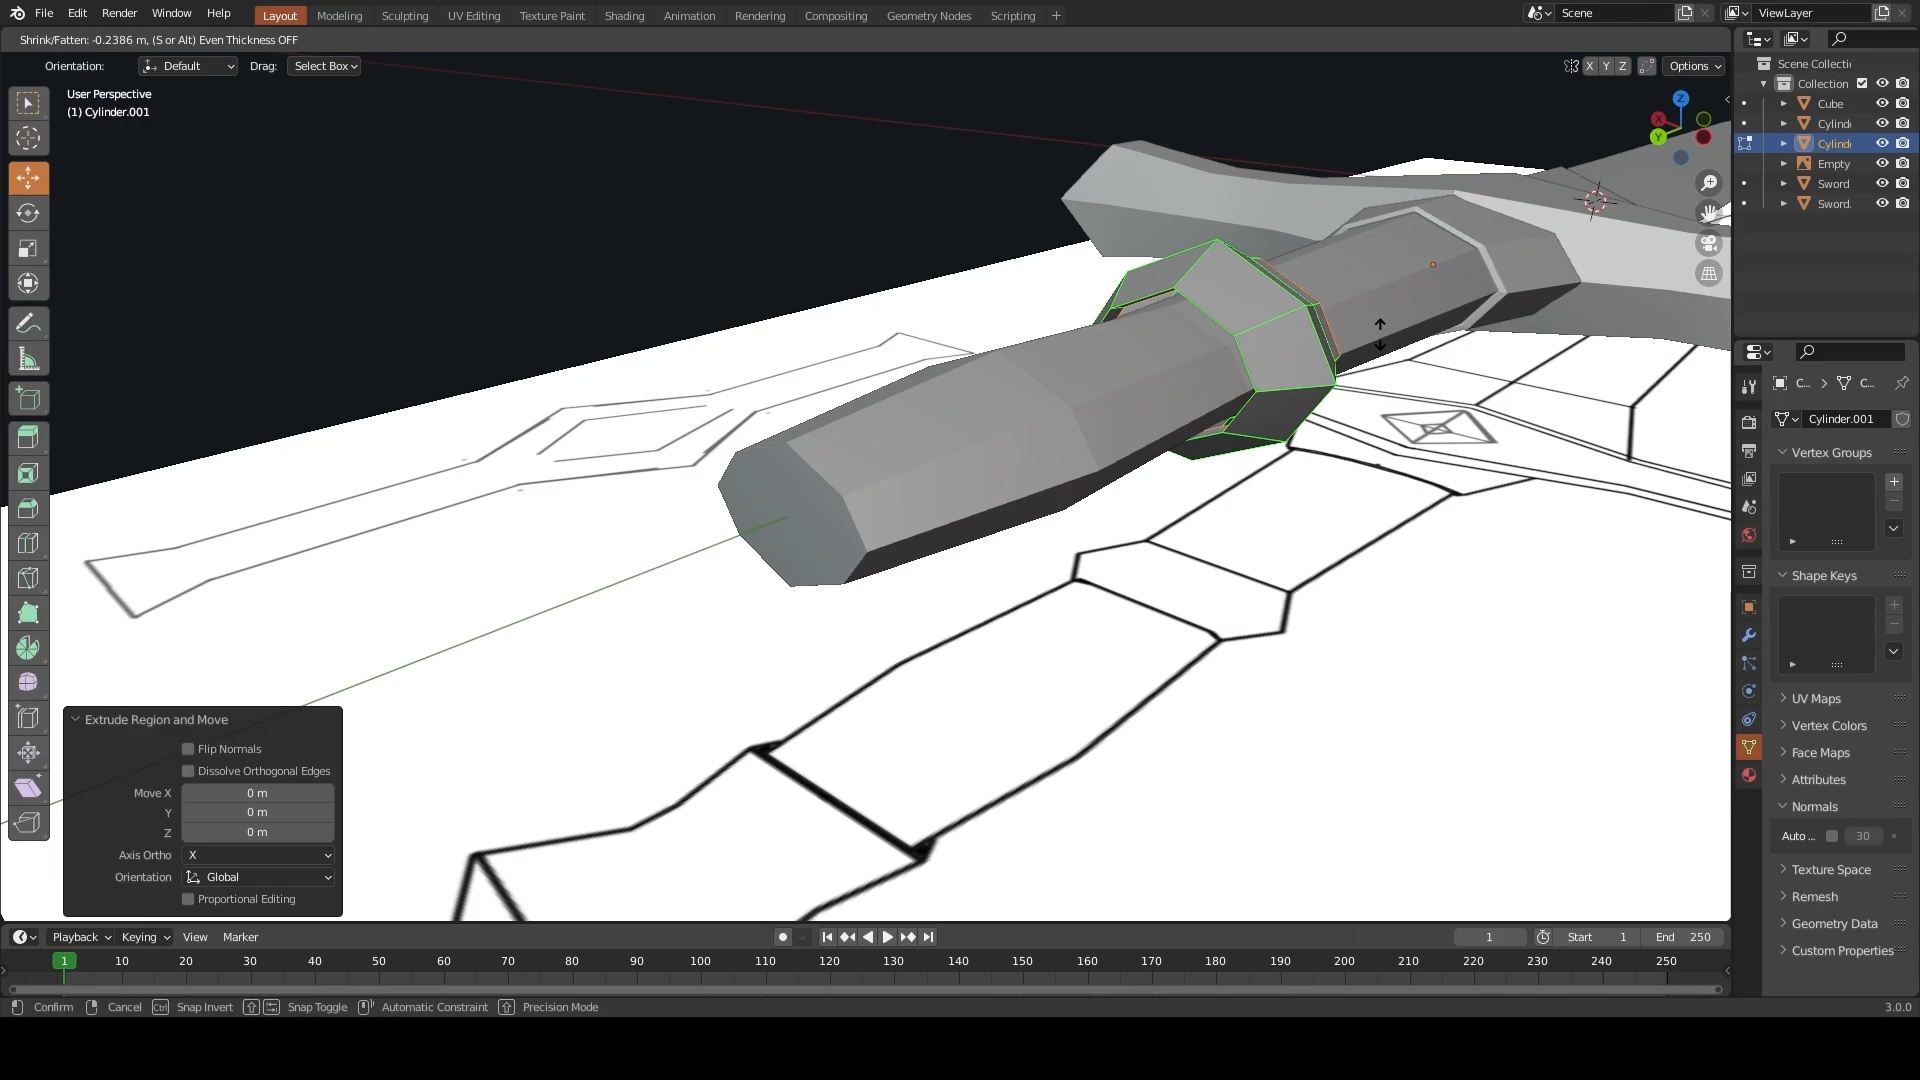 File Edit Render Window Help Layout Modeling Sculpting UV Editing Texture Paint Shading Animation Rendering Compositing Geometry Nodes Scripting + Scene ViewLayer
Shrink/Fatten: -0.2386 m, (S or Alt) Even Thickness OFF
Orientation: Default Drag: Select Box X Y Z Options
User Perspective
(1) Cylinder.001
Z
X
Y
Scene Collecti
Collection
Cube
Cylind
Cylind
Empty
Sword
Sword.
C... > C...
Cylinder.001
Vertex Groups
Shape Keys
UV Maps
Vertex Colors
Face Maps
Attributes
Normals
Auto ... 30
Texture Space
Remesh
Geometry Data
Custom Properties
Extrude Region and Move
Flip Normals
Dissolve Orthogonal Edges
Move X 0 m
Y 0 m
Z 0 m
Axis Ortho X
Orientation Global
Proportional Editing
Playback Keying View Marker 1 Start 1 End 250
1 10 20 30 40 50 60 70 80 90 100 110 120 130 140 150 160 170 180 190 200 210 220 230 240 250
Confirm Cancel Ctrl Snap Invert Snap Toggle Automatic Constraint Precision Mode 3.0.0